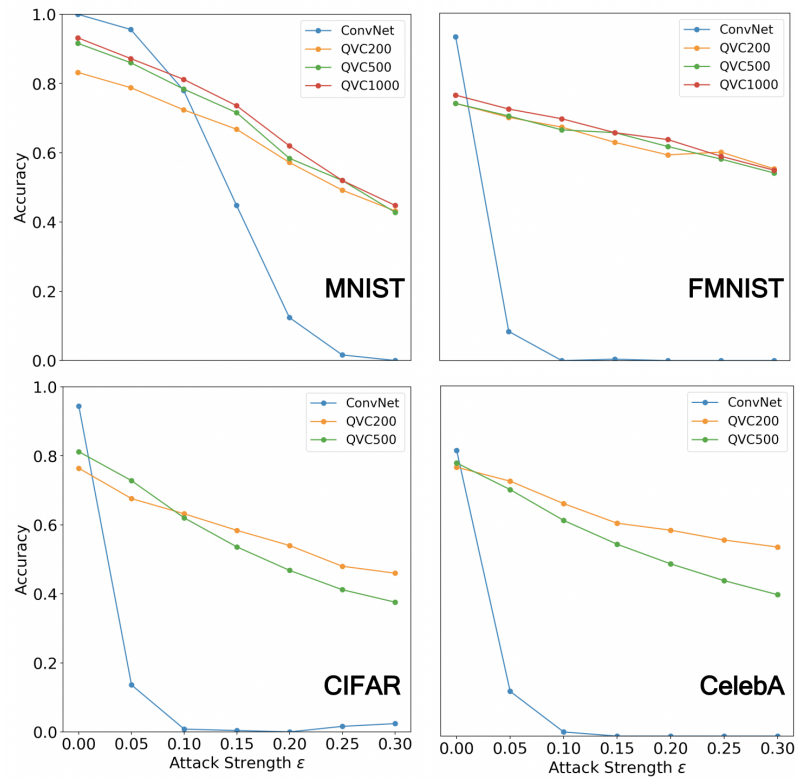 1.0
0.8
0.6
0.4
0.2
0.0
Accuracy
ConvNet
QVC200
QVC500
QVC1000
MNIST
ConvNet
QVC200
QVC500
QVC1000
FMNIST
1.0
0.8
0.6
0.4
0.2
0.0
Accuracy
ConvNet
QVC200
QVC500
CIFAR
0.00 0.05 0.10 0.15 0.20 0.25 0.30
Attack Strength ε
ConvNet
QVC200
QVC500
CelebA
0.00 0.05 0.10 0.15 0.20 0.25 0.30
Attack Strength ε